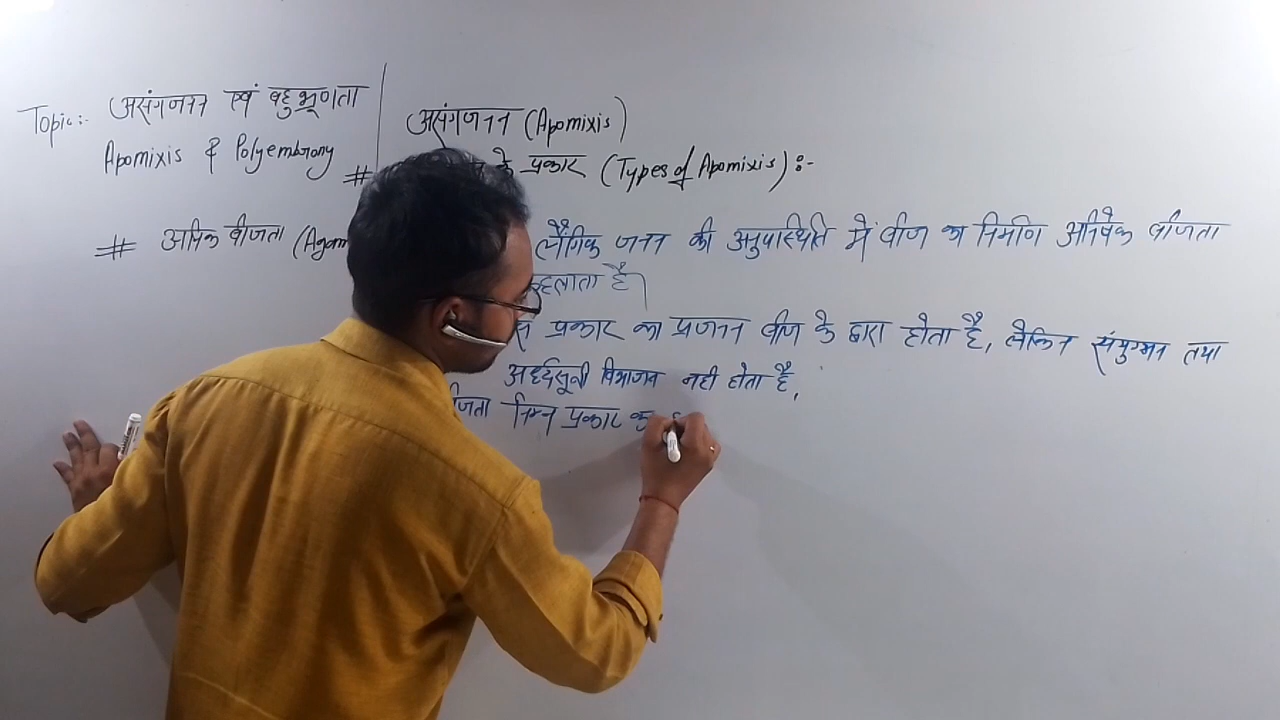 Topic:- असंगजनन एवं बहुभ्रूणता
Apomixis & Polyembryony
असंगजनन (Apomixis)
# के प्रकार (Types of Apomixis):-
# अनिषेक बीजता (Agam
लैंगिक जनन की अनुपस्थिति में बीज का निर्माण अनिषेक बीजता
कहलाता है।
प्रकार का प्रजनन बीज के द्वारा होता है, लेकिन संयुग्मन तथा
अर्द्धसूत्री विभाजन नही होता है,
निम्न प्रकार